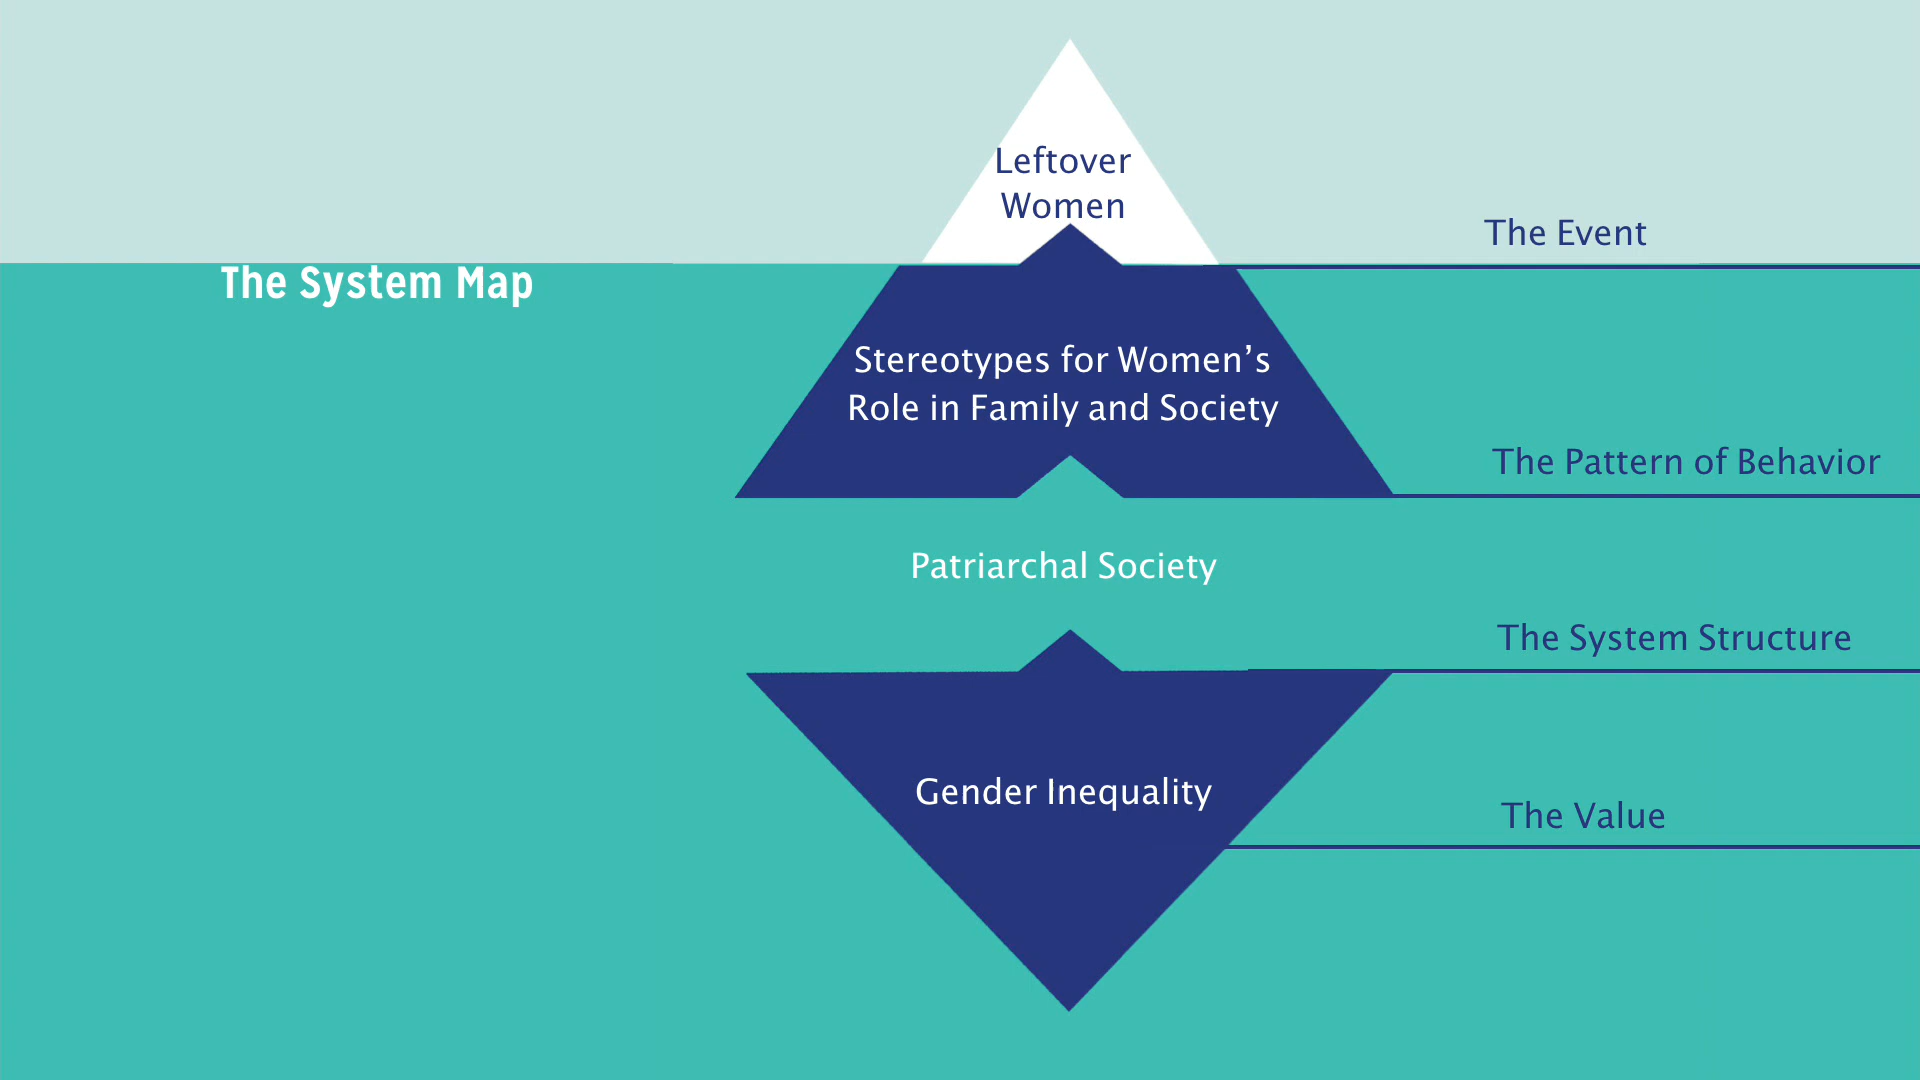 Leftover
Women
The Event
The System Map
Stereotypes for Women’s
Role in Family and Society
The Pattern of Behavior
Patriarchal Society
The System Structure
Gender Inequality
The Value